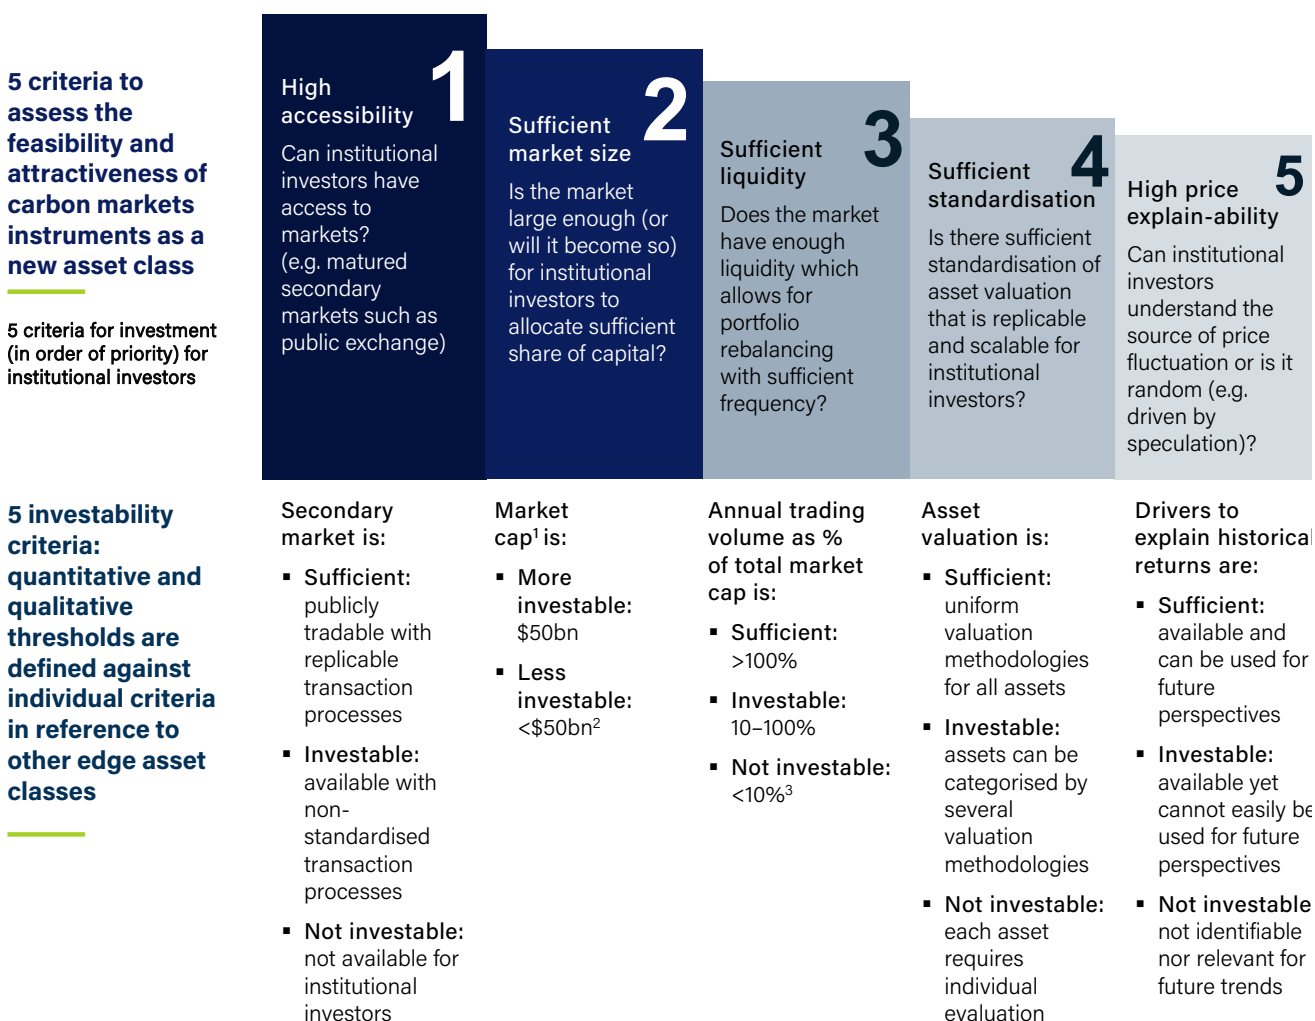 5 criteria to
assess the
feasibility and
attractiveness of
carbon markets
instruments as a
new asset class
5 criteria for investment
(in order of priority) for
institutional investors
1
High
accessibility
Can institutional
investors have
access to
markets?
(e.g. matured
secondary
markets such as
public exchange)
2
Sufficient
market size
Is the market
large enough (or
will it become so)
for institutional
investors to
allocate sufficient
share of capital?
3
Sufficient
liquidity
Does the market
have enough
liquidity which
allows for
portfolio
rebalancing
with sufficient
frequency?
4
Sufficient
standardisation
Is there sufficient
standardisation of
asset valuation
that is replicable
and scalable for
institutional
investors?
5
High price
explain-ability
Can institutional
investors
understand the
source of price
fluctuation or is it
random (e.g.
driven by
speculation)?
5 investability
criteria:
quantitative and
qualitative
thresholds are
defined against
individual criteria
in reference to
other edge asset
classes
Secondary
market is:
▪ Sufficient:
publicly
tradable with
replicable
transaction
processes
▪ Investable:
available with
non-
standardised
transaction
processes
▪ Not investable:
not available for
institutional
investors
Market
cap¹ is:
▪ More
investable:
$50bn
▪ Less
investable:
<$50bn²
Annual trading
volume as %
of total market
cap is:
▪ Sufficient:
>100%
▪ Investable:
10–100%
▪ Not investable:
<10%³
Asset
valuation is:
▪ Sufficient:
uniform
valuation
methodologies
for all assets
▪ Investable:
assets can be
categorised by
several
valuation
methodologies
▪ Not investable:
each asset
requires
individual
evaluation
Drivers to
explain historical
returns are:
▪ Sufficient:
available and
can be used for
future
perspectives
▪ Investable:
available yet
cannot easily be
used for future
perspectives
▪ Not investable
not identifiable
nor relevant for
future trends